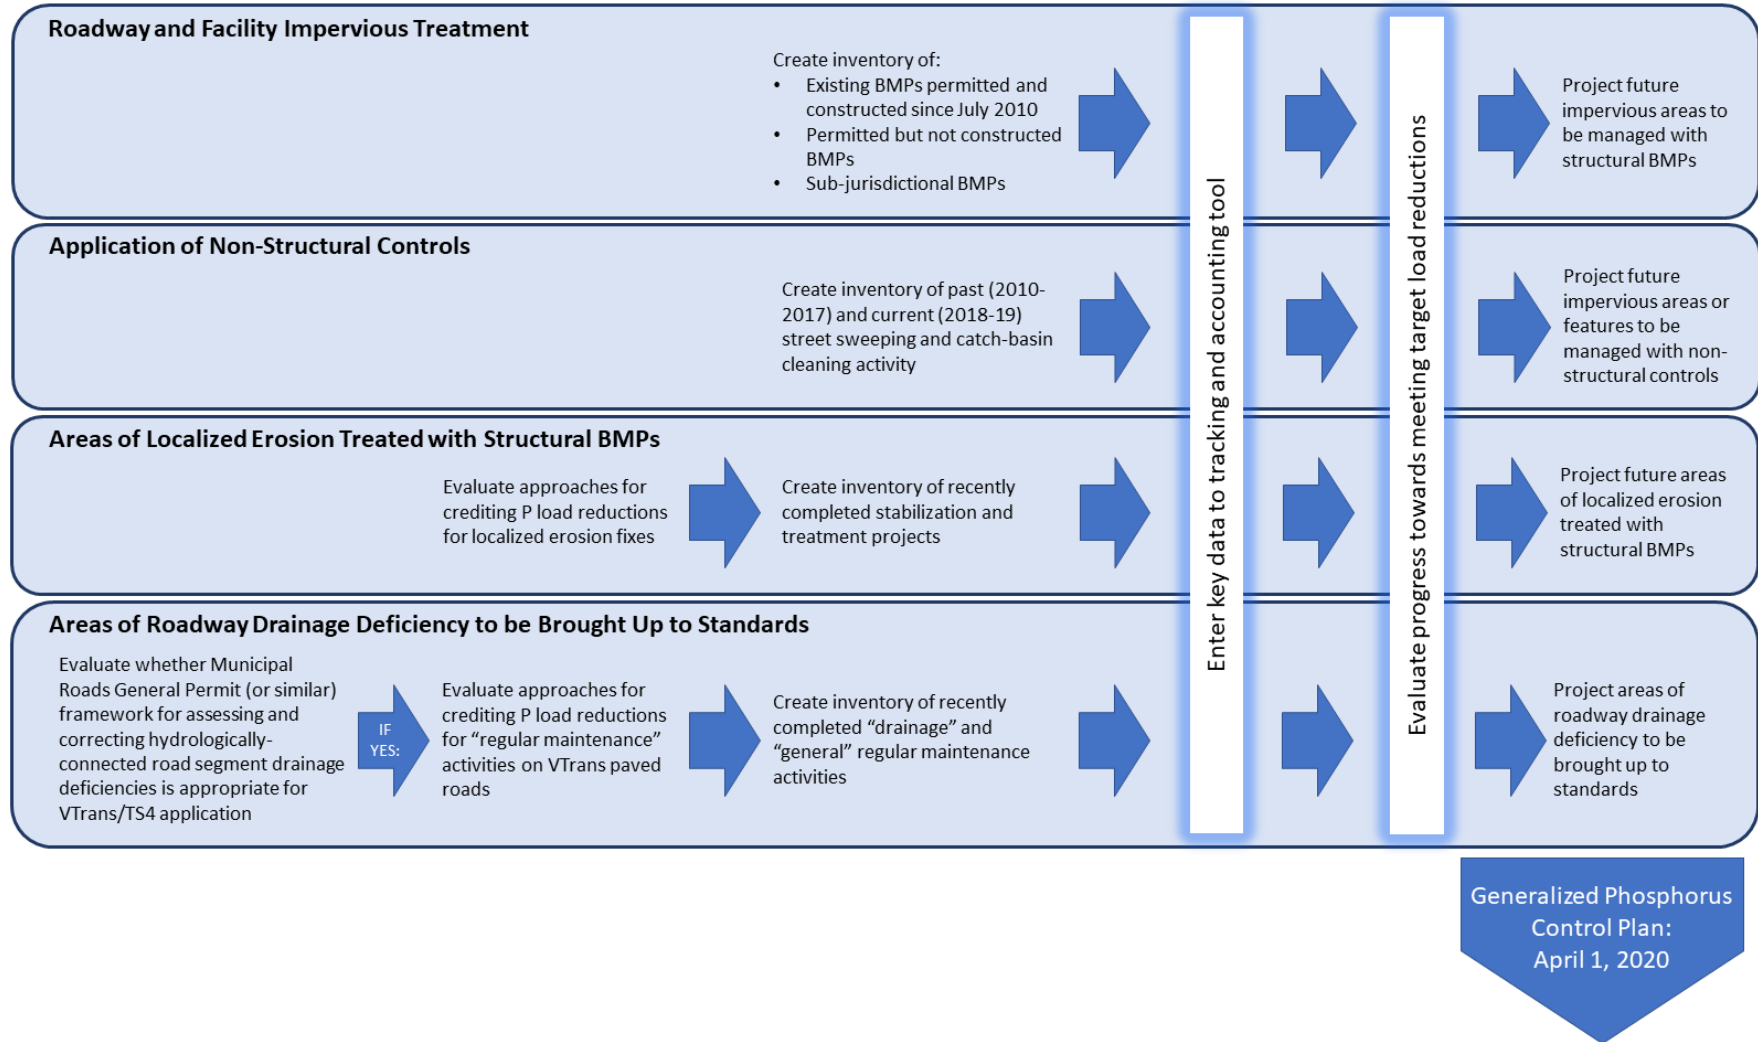 Roadway and Facility Impervious Treatment
Create inventory of:
• Existing BMPs permitted and
constructed since July 2010
• Permitted but not constructed
BMPs
• Sub-jurisdictional BMPs
Project future
impervious areas to
be managed with
structural BMPs
Application of Non-Structural Controls
Create inventory of past (2010-
2017) and current (2018-19)
street sweeping and catch-basin
cleaning activity
Project future
impervious areas or
features to be
managed with non-
structural controls
Areas of Localized Erosion Treated with Structural BMPs
Evaluate approaches for
crediting P load reductions
for localized erosion fixes
Create inventory of recently
completed stabilization and
treatment projects
Project future areas
of localized erosion
treated with
structural BMPs
Areas of Roadway Drainage Deficiency to be Brought Up to Standards
Evaluate whether Municipal
Roads General Permit (or similar)
framework for assessing and
correcting hydrologically-
connected road segment drainage
deficiencies is appropriate for
VTrans/TS4 application
IF
YES:
Evaluate approaches for
crediting P load reductions
for “regular maintenance”
activities on VTrans paved
roads
Create inventory of recently
completed “drainage” and
“general” regular maintenance
activities
Project areas of
roadway drainage
deficiency to be
brought up to
standards
Enter key data to tracking and accounting tool
Evaluate progress towards meeting target load reductions
Generalized Phosphorus
Control Plan:
April 1, 2020